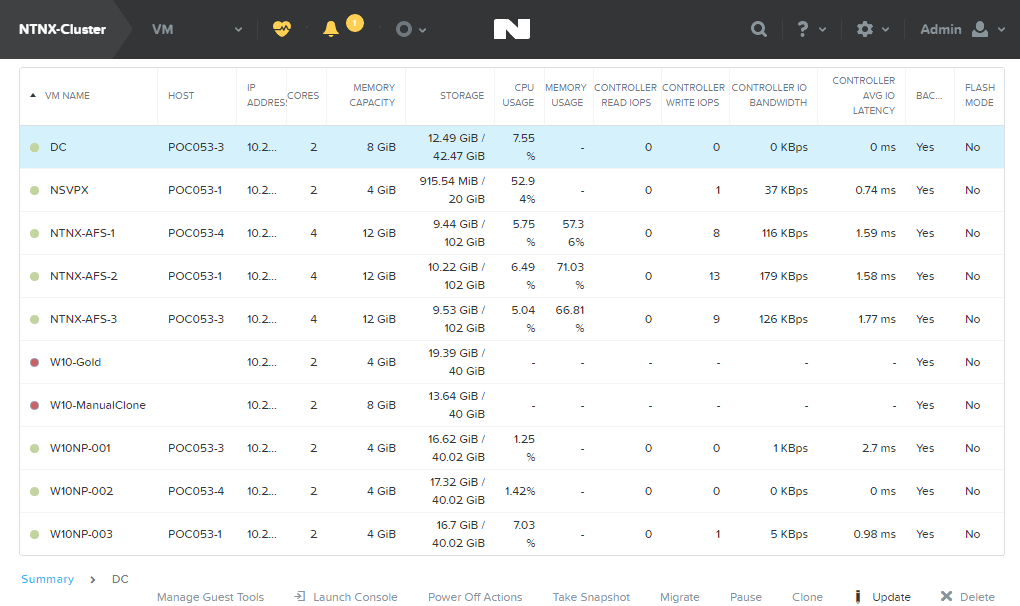 NTNX-Cluster VM 1 N ? Admin
VM NAME HOST IP ADDRES: CORES MEMORY CAPACITY STORAGE CPU USAGE MEMORY USAGE CONTROLLER READ IOPS CONTROLLER WRITE IOPS CONTROLLER IO BANDWIDTH CONTROLLER AVG IO LATENCY BAC... FLASH MODE
DC POC053-3 10.2... 2 8 GiB 12.49 GiB / 42.47 GiB 7.55 % - 0 0 0 KBps 0 ms Yes No
NSVPX POC053-1 10.2... 2 4 GiB 915.54 MiB / 20 GiB 52.94% - 0 1 37 KBps 0.74 ms Yes No
NTNX-AFS-1 POC053-4 10.2... 4 12 GiB 9.44 GiB / 102 GiB 5.75 % 57.36% 0 8 116 KBps 1.59 ms Yes No
NTNX-AFS-2 POC053-1 10.2... 4 12 GiB 10.22 GiB / 102 GiB 6.49 % 71.03 % 0 13 179 KBps 1.58 ms Yes No
NTNX-AFS-3 POC053-3 10.2... 4 12 GiB 9.53 GiB / 102 GiB 5.04 % 66.81 % 0 9 126 KBps 1.77 ms Yes No
W10-Gold 10.2... 2 4 GiB 19.39 GiB / 40 GiB - - - - - - Yes No
W10-ManualClone 10.2... 2 8 GiB 13.64 GiB / 40 GiB - - - - - - Yes No
W10NP-001 POC053-3 10.2... 2 4 GiB 16.62 GiB / 40.02 GiB 1.25 % - 0 0 1 KBps 2.7 ms Yes No
W10NP-002 POC053-4 10.2... 2 4 GiB 17.32 GiB / 40.02 GiB 1.42% - 0 0 0 KBps 0 ms Yes No
W10NP-003 POC053-1 10.2... 2 4 GiB 16.7 GiB / 40.02 GiB 7.03 % - 0 1 5 KBps 0.98 ms Yes No
Summary > DC
Manage Guest Tools Launch Console Power Off Actions Take Snapshot Migrate Pause Clone Update Delete